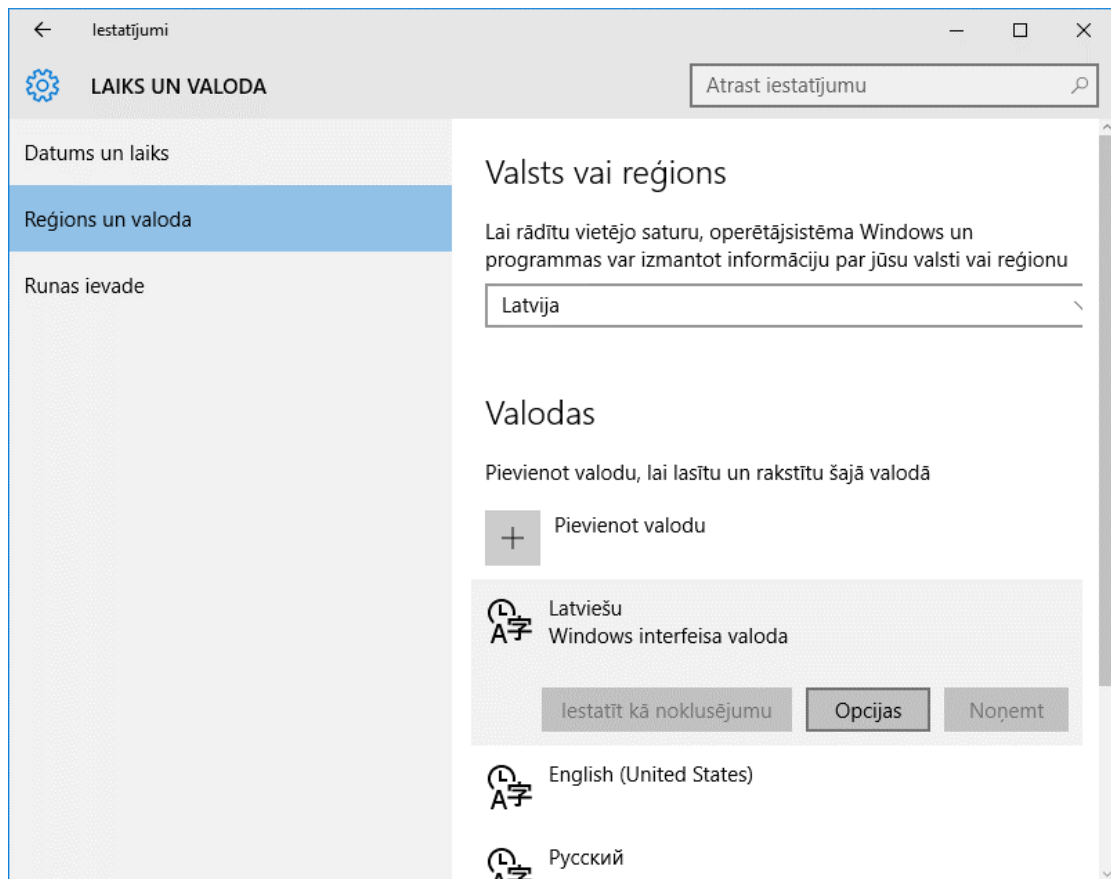 Iestatījumi
LAIKS UN VALODA
Atrast iestatījumu
Datums un laiks
Reģions un valoda
Runas ievade
Valsts vai reģions
Lai rādītu vietējo saturu, operētājsistēma Windows un
programmas var izmantot informāciju par jūsu valsti vai reģionu
Latvija
Valodas
Pievienot valodu, lai lasītu un rakstītu šajā valodā
Pievienot valodu
Latviešu
Windows interfeisa valoda
Iestatīt kā noklusējumu
Opcijas
Noņemt
English (United States)
Русский